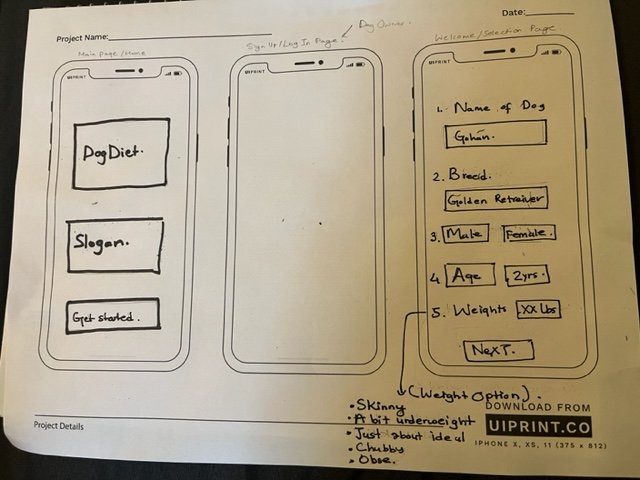 Date:
Project Name:
Main Page/Home
Sign Up/Log In Page.
Dog Owner.
Welcome/Selection Page
UIPRINT
UIPRINT
UIPRINT
DogDiet.
Slogan.
Get started.
1. Name of Dog
Gohan.
2. Breed.
Golden Retreiver
3. Male Female.
4 Age 2yrs.
5. Weights XX Lbs
NexT.
(Weight Option).
• Skinny
• A bit underweight
• Just about ideal
• Chubby
• Obse.
Project Details
DOWNLOAD FROM
UIPRINT.CO
IPHONE X, XS, 11 (375 x 812)